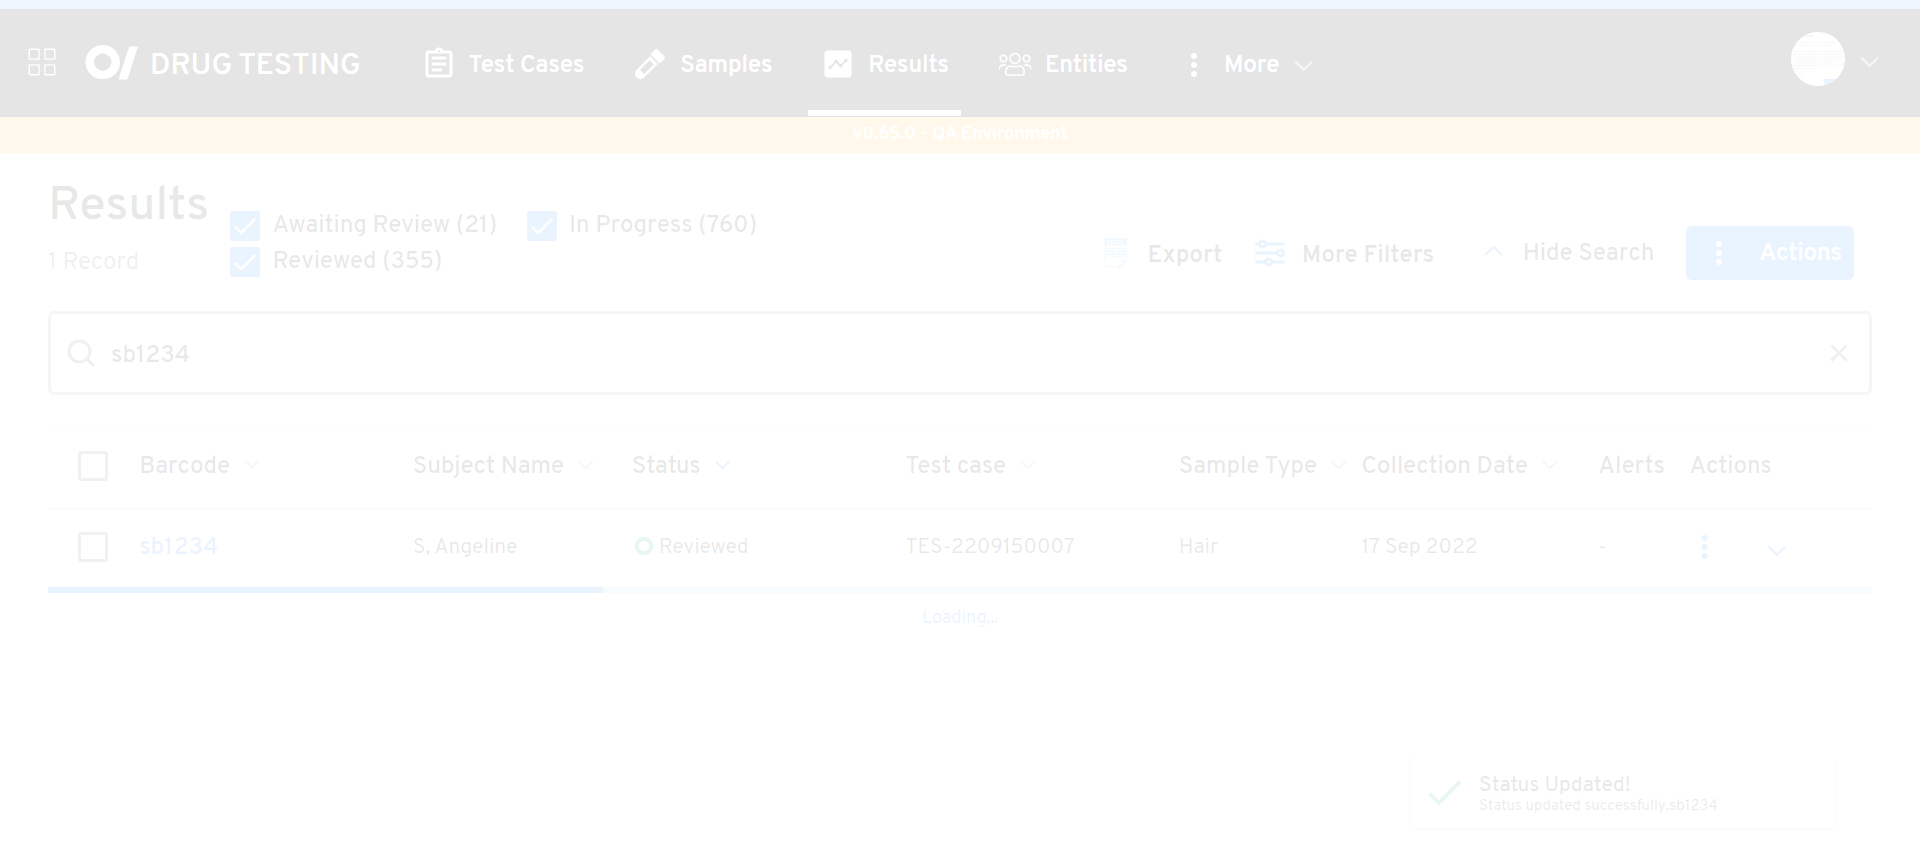 DRUG TESTING Test Cases Samples Results Entities More
v0.65.0 - QA Environment
Results
Awaiting Review (21) In Progress (760)
1 Record
Reviewed (355)
Export More Filters Hide Search Actions
sb1234
Barcode Subject Name Status Test case Sample Type Collection Date Alerts Actions
sb1234 S, Angeline Reviewed TES-2209150007 Hair 17 Sep 2022 -
Loading...
Status Updated!
Status updated successfully.sb1234